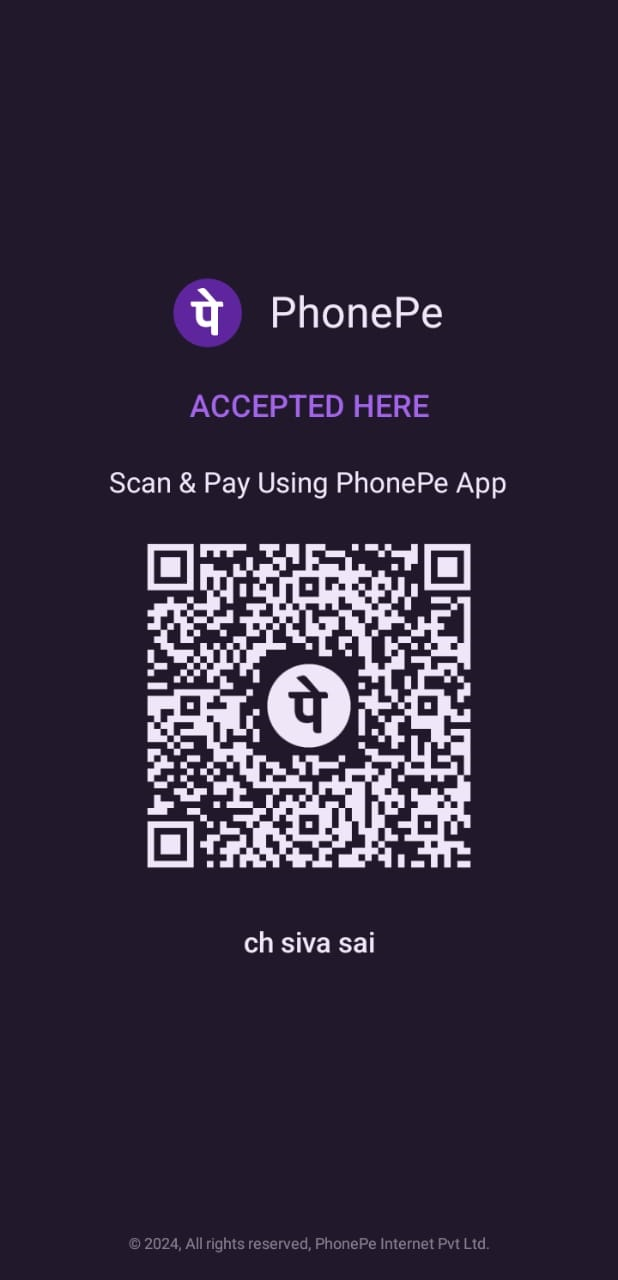 पे PhonePe
ACCEPTED HERE
Scan & Pay Using PhonePe App
पे
ch siva sai
© 2024, All rights reserved, PhonePe Internet Pvt Ltd.